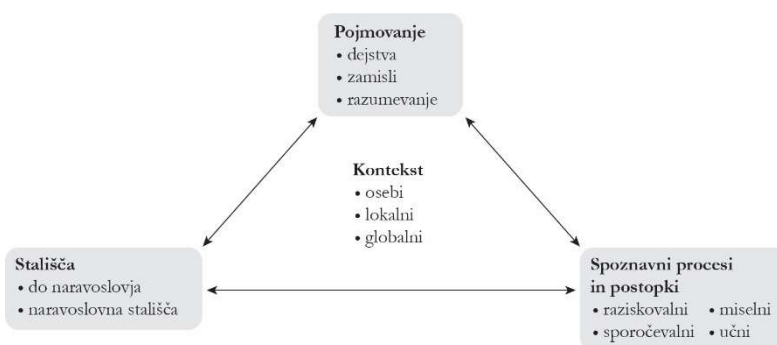 Pojmovanje
• dejstva
• zamisli
• razumevanje
Kontekst
• osebi
• lokalni
• globalni
Stališča
• do naravoslovja
• naravoslovna stališča
Spoznavni procesi
in postopki
• raziskovalni • miselni
• sporočevalni • učni